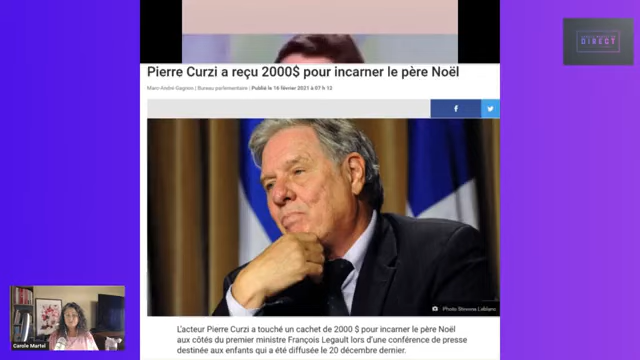 DIRECT
Pierre Curzi a reçu 2000$ pour incarner le père Noël
Marc-André Gagnon | Bureau parlementaire | Publié le 16 février 2021 à 07 h 12
L'acteur Pierre Curzi a touché un cachet de 2000 $ pour incarner le père Noël
aux côtés du premier ministre François Legault lors d'une conférence de presse
destinée aux enfants qui a été diffusée le 20 décembre dernier.
Carole Martel